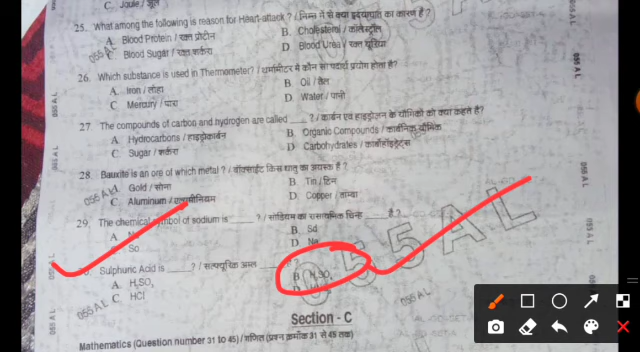 C. Joule / जूल
25. What among the following is reason for Heart-attack ? / निम्न में से क्या हृदयाघात का कारण है ?
A. Blood Protein / रक्त प्रोटीन
B. Cholesterol / कोलेस्ट्रॉल
C. Blood Sugar / रक्त शर्करा
D. Blood Urea / रक्त यूरिया
26. Which substance is used in Thermometer? / थर्मामीटर में कौन सा पदार्थ प्रयोग होता है?
A. Iron / लोहा
B. Oil / तेल
C. Mercury / पारा
D. Water / पानी
27. The compounds of carbon and hydrogen are called ____ ? / कार्बन एवं हाइड्रोजन के यौगिकों को क्या कहते हैं?
A. Hydrocarbons / हाइड्रोकार्बन
B. Organic Compounds / कार्बनिक यौगिक
C. Sugar / शर्करा
D. Carbohydrates / कार्बोहाइड्रेट्स
28. Bauxite is an ore of which metal ? / बॉक्साईट किस धातु का अयस्क है ?
A. Gold / सोना
B. Tin / टिन
C. Aluminum / एल्युमीनियम
D. Copper / ताम्बा
29. The chemical symbol of sodium is ____ ? / सोडियम का रासायनिक चिन्ह ____ है ?
A.
B. Sd
So
D. Na
Sulphuric Acid is ____ ? / सल्फ्यूरिक अम्ल ____ ?
A. H₂SO₃
B. H₂SO₄
C. HCl
D.
055 A L
055 A L
Section - C
Mathematics (Question number 31 to 45) / गणित (प्रश्न क्रमांक 31 से 45 तक)